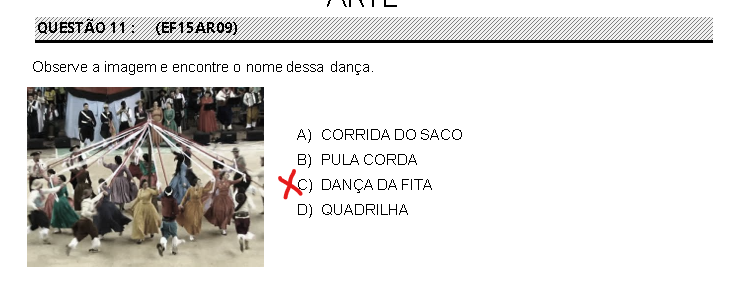 ARTE
QUESTÃO 11 : (EF15AR09)
Observe a imagem e encontre o nome dessa dança.
A) CORRIDA DO SACO
B) PULA CORDA
C) DANÇA DA FITA
D) QUADRILHA